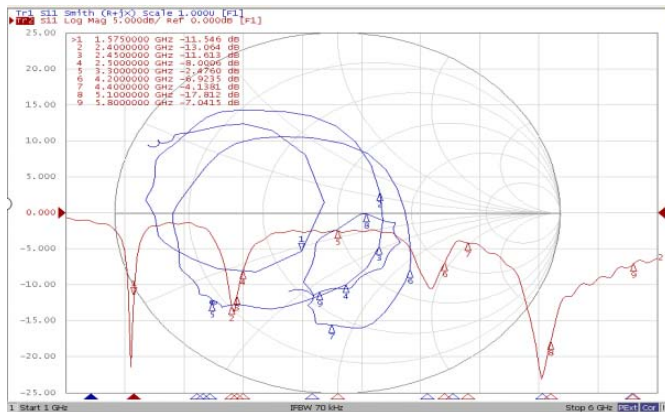 Tr1 S11 Smith (R+jX) Scale 1.000U [F1]
Tr2 S11 Log Mag 5.000dB/ Ref 0.000dB [F1]
25.00
20.00
15.00
10.00
5.000
0.000
-5.000
-10.00
-15.00
-20.00
-25.00
>1 1.5750000 GHz -11.546 dB
2 2.4000000 GHz -13.064 dB
3 2.4500000 GHz -11.613 dB
4 2.5000000 GHz -8.0006 dB
5 3.3000000 GHz -2.4760 dB
6 4.2000000 GHz -6.9235 dB
7 4.4000000 GHz -4.1381 dB
8 5.1000000 GHz -17.812 dB
9 5.8000000 GHz -7.0415 dB
1 Start 1 GHz IFBW 70 kHz Stop 6 GHz PExt Cor